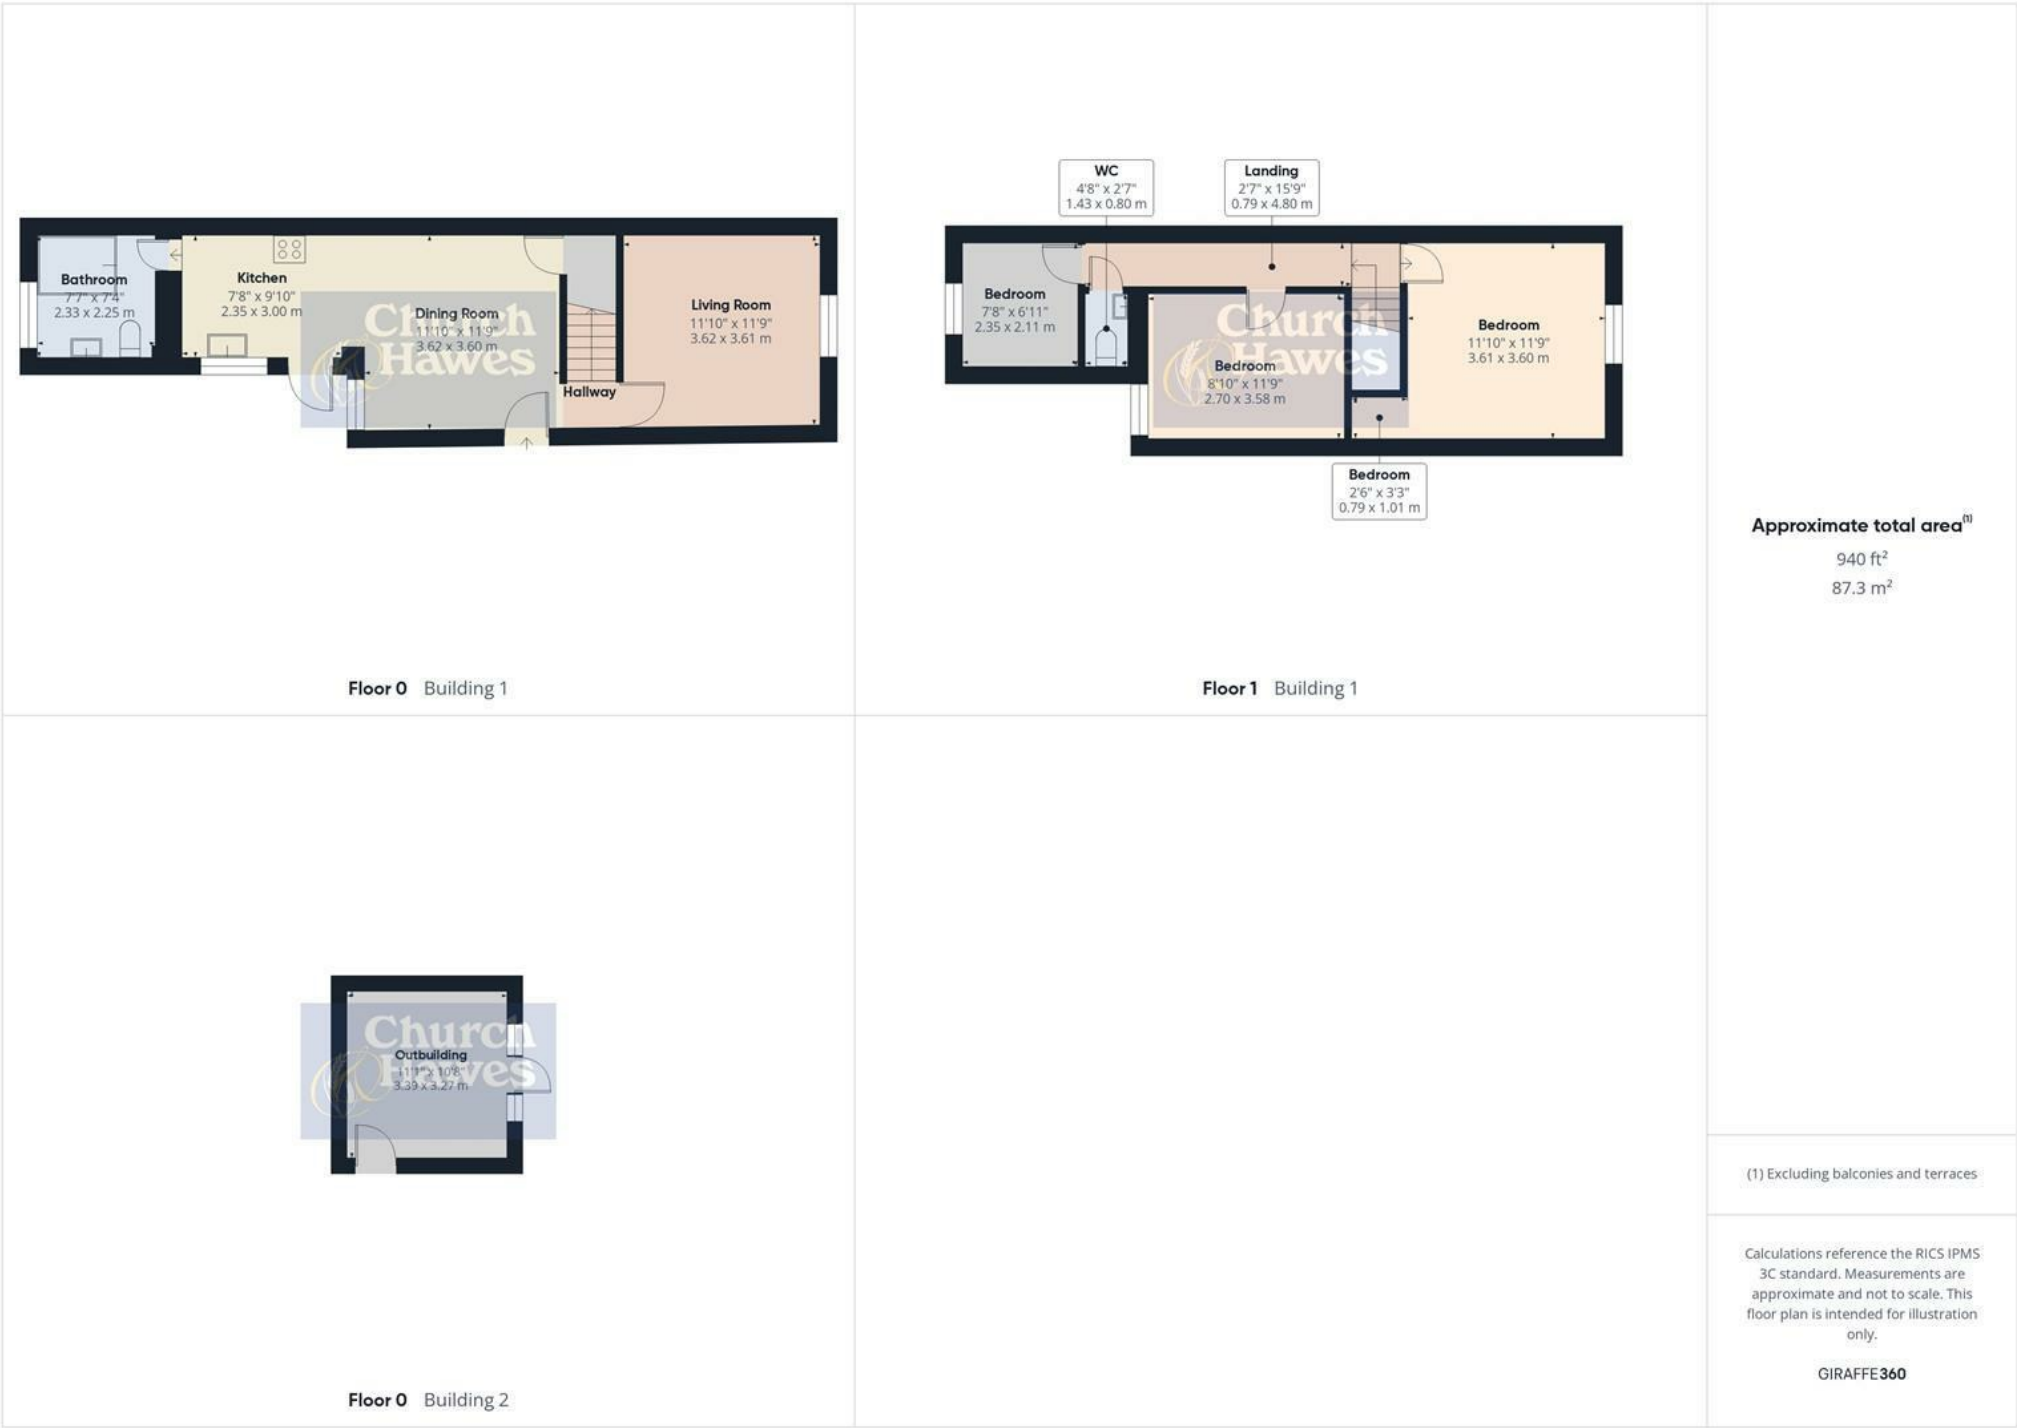 Bathroom
7'7" x 7'4"
2.33 x 2.25 m
Kitchen
7'8" x 9'10"
2.35 x 3.00 m
Church
Hawes
Dining Room
11'10" x 11'9"
3.62 x 3.60 m
Hallway
Living Room
11'10" x 11'9"
3.62 x 3.61 m
Floor 0 Building 1
WC
4'8" x 2'7"
1.43 x 0.80 m
Landing
2'7" x 15'9"
0.79 x 4.80 m
Bedroom
7'8" x 6'11"
2.35 x 2.11 m
Church
Hawes
Bedroom
8'10" x 11'9"
2.70 x 3.58 m
Bedroom
11'10" x 11'9"
3.61 x 3.60 m
Bedroom
2'6" x 3'3"
0.79 x 1.01 m
Floor 1 Building 1
Church
Hawes
Outbuilding
11'1" x 10'8"
3.39 x 3.27 m
Floor 0 Building 2
Approximate total area(1)
940 ft²
87.3 m²
(1) Excluding balconies and terraces
Calculations reference the RICS IPMS
3C standard. Measurements are
approximate and not to scale. This
floor plan is intended for illustration
only.
GIRAFFE360